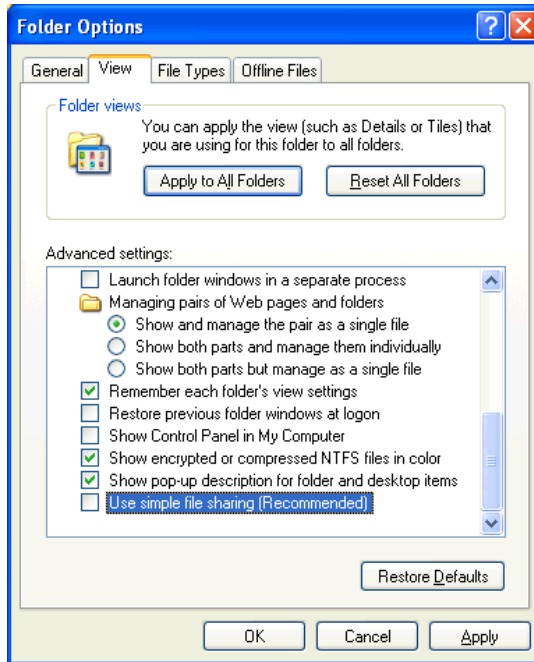 Folder Options
General View File Types Offline Files
Folder views
You can apply the view (such as Details or Tiles) that
you are using for this folder to all folders.
Apply to All Folders Reset All Folders
Advanced settings:
Launch folder windows in a separate process
Managing pairs of Web pages and folders
Show and manage the pair as a single file
Show both parts and manage them individually
Show both parts but manage as a single file
Remember each folder's view settings
Restore previous folder windows at logon
Show Control Panel in My Computer
Show encrypted or compressed NTFS files in color
Show pop-up description for folder and desktop items
Use simple file sharing (Recommended)
Restore Defaults
OK Cancel Apply